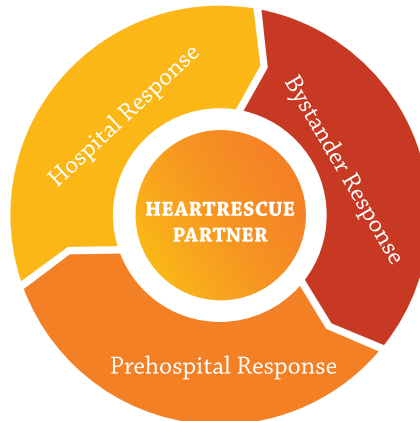 Hospital Response
Bystander Response
HEARTRESCUE
PARTNER
Prehospital Response